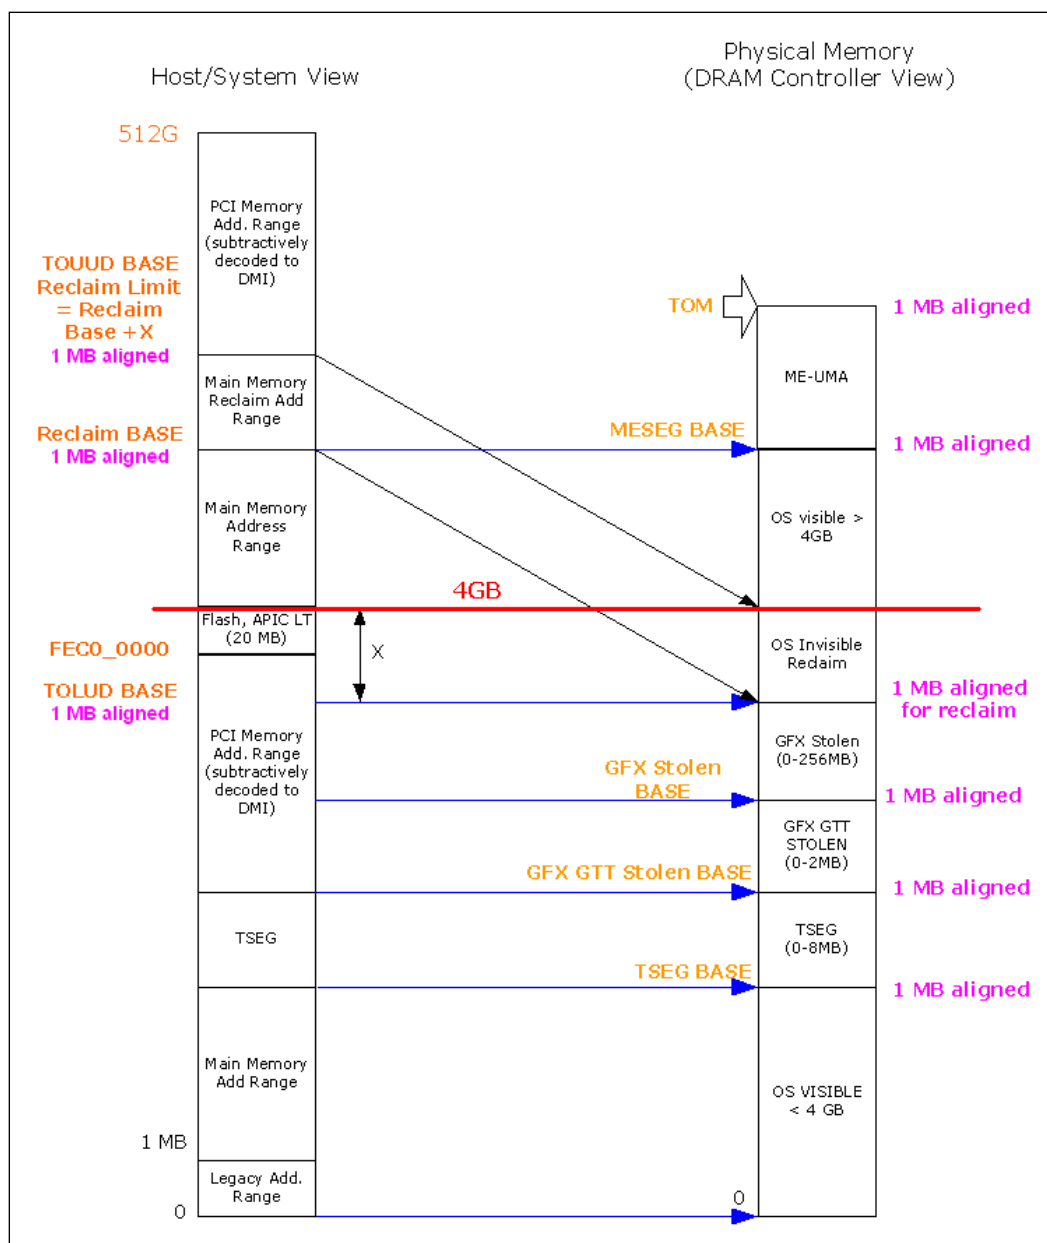 Host/System View
Physical Memory
(DRAM Controller View)
512G
PCI Memory
Add. Range
(subtractively
decoded to
DMI)
TOUUD BASE
Reclaim Limit
= Reclaim
Base +X
1 MB aligned
TOM
1 MB aligned
ME-UMA
Main Memory
Reclaim Add
Range
Reclaim BASE
1 MB aligned
MESEG BASE
1 MB aligned
Main Memory
Address
Range
OS visible >
4GB
4GB
Flash, APIC LT
(20 MB)
FEC0_0000
X
OS Invisible
Reclaim
TOLUD BASE
1 MB aligned
1 MB aligned
for reclaim
PCI Memory
Add. Range
(subtractively
decoded to
DMI)
GFX Stolen
(0-256MB)
GFX Stolen
BASE
1 MB aligned
GFX GTT
STOLEN
(0-2MB)
GFX GTT Stolen BASE
1 MB aligned
TSEG
TSEG
(0-8MB)
TSEG BASE
1 MB aligned
Main Memory
Add Range
OS VISIBLE
< 4 GB
1 MB
Legacy Add.
Range
0
0